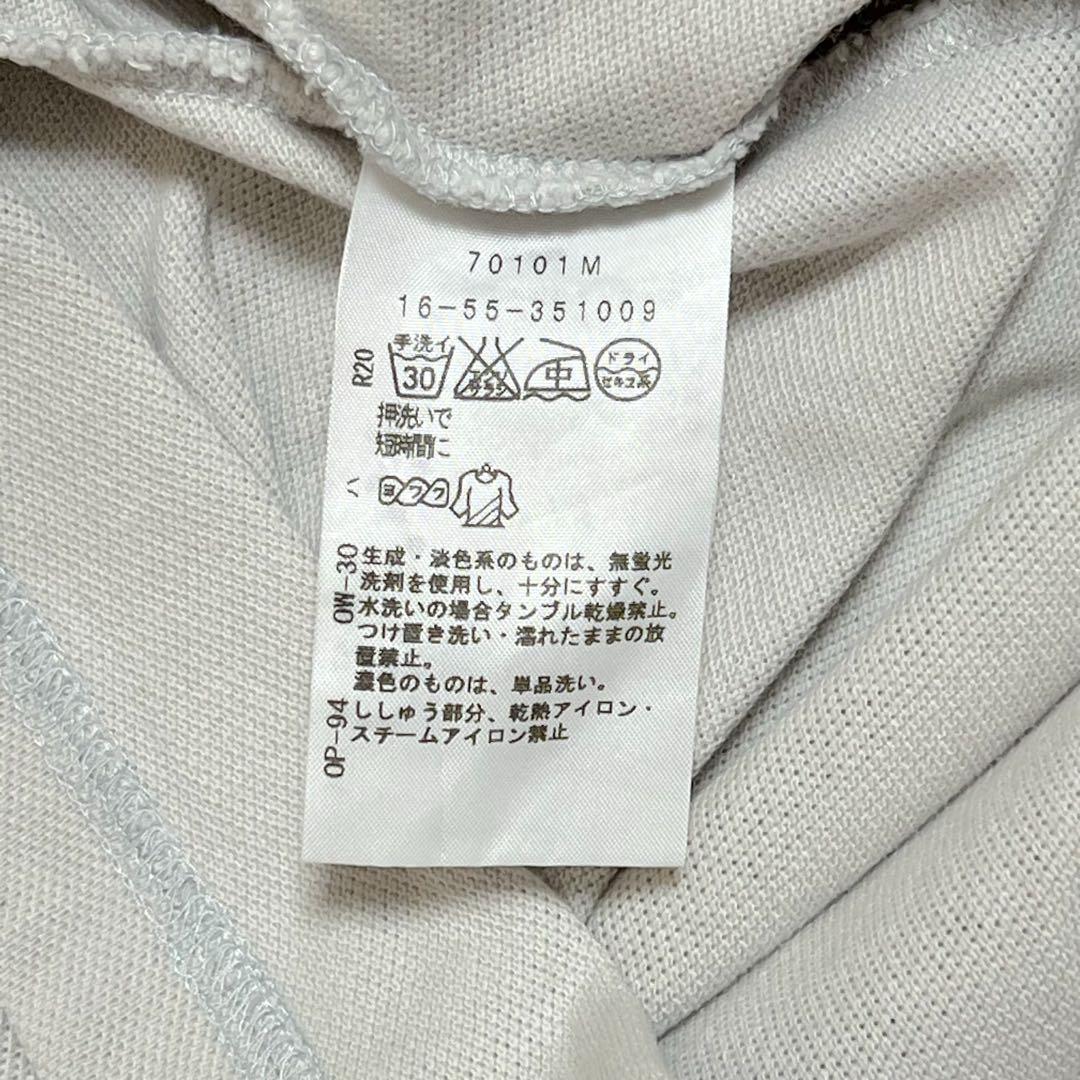 70101M
16-55-351009
R20
手洗イ
30
エンソ
サラシ
中
ドライ
セキユ系
押洗いで
短時間に
ハ
ヨワク
OW-30
生成・淡色系のものは、無蛍光
洗剤を使用し、十分にすすぐ。
水洗いの場合タンブル乾燥禁止。
つけ置き洗い・濡れたままの放
置禁止。
濃色のものは、単品洗い。
OP-94
ししゅう部分、乾熱アイロン・
スチームアイロン禁止